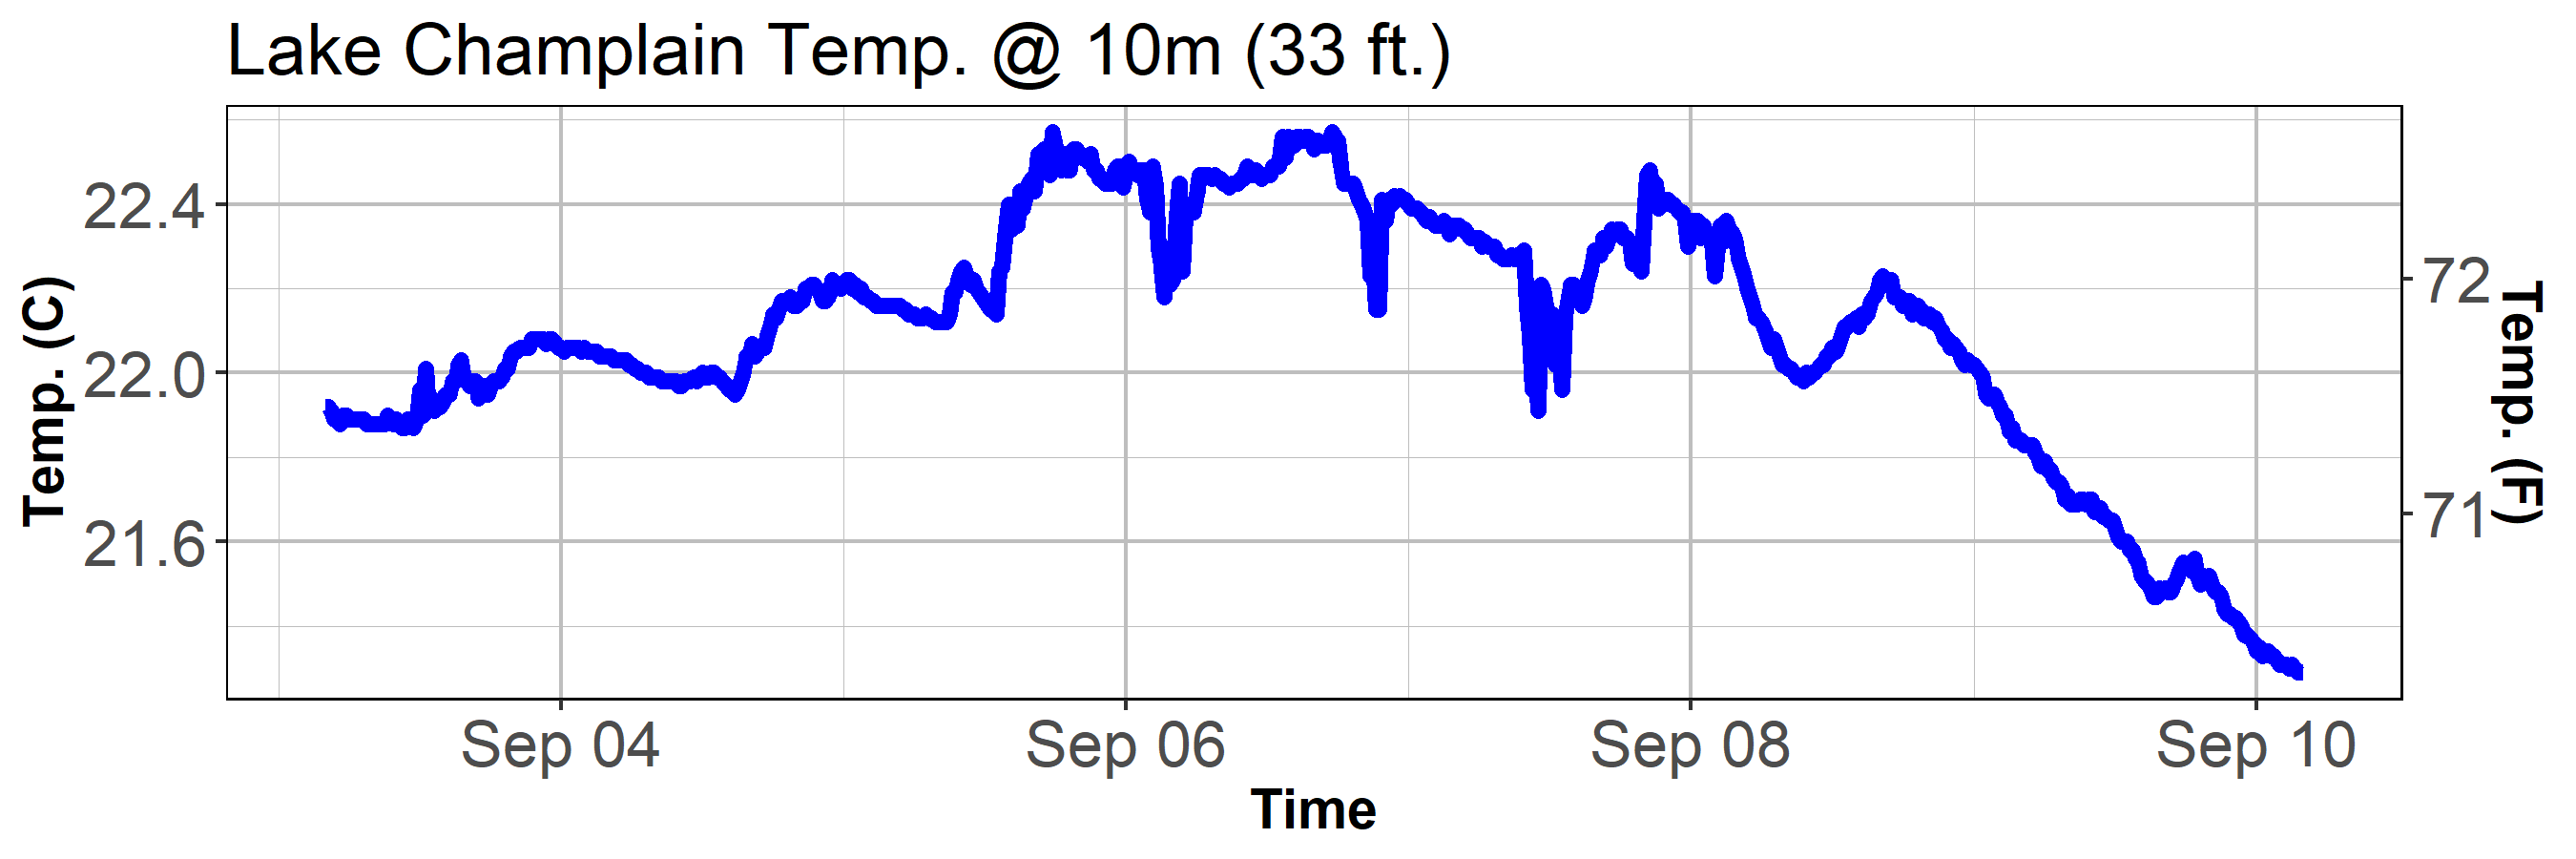 Lake Champlain Temp. @ 10m (33 ft.)
Temp. (C)
22.4
22.0
21.6
72
71
Temp. (F)
Sep 04
Sep 06
Sep 08
Sep 10
Time